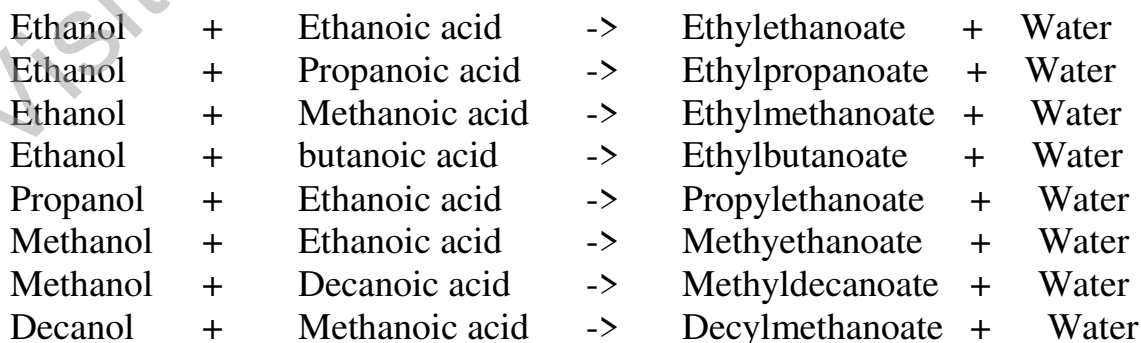 Ethanol + Ethanoic acid -> Ethylethanoate + Water
Ethanol + Propanoic acid -> Ethylpropanoate + Water
Ethanol + Methanoic acid -> Ethylmethanoate + Water
Ethanol + butanoic acid -> Ethylbutanoate + Water
Propanol + Ethanoic acid -> Propylethanoate + Water
Methanol + Ethanoic acid -> Methyethanoate + Water
Methanol + Decanoic acid -> Methyldecanoate + Water
Decanol + Methanoic acid -> Decylmethanoate + Water